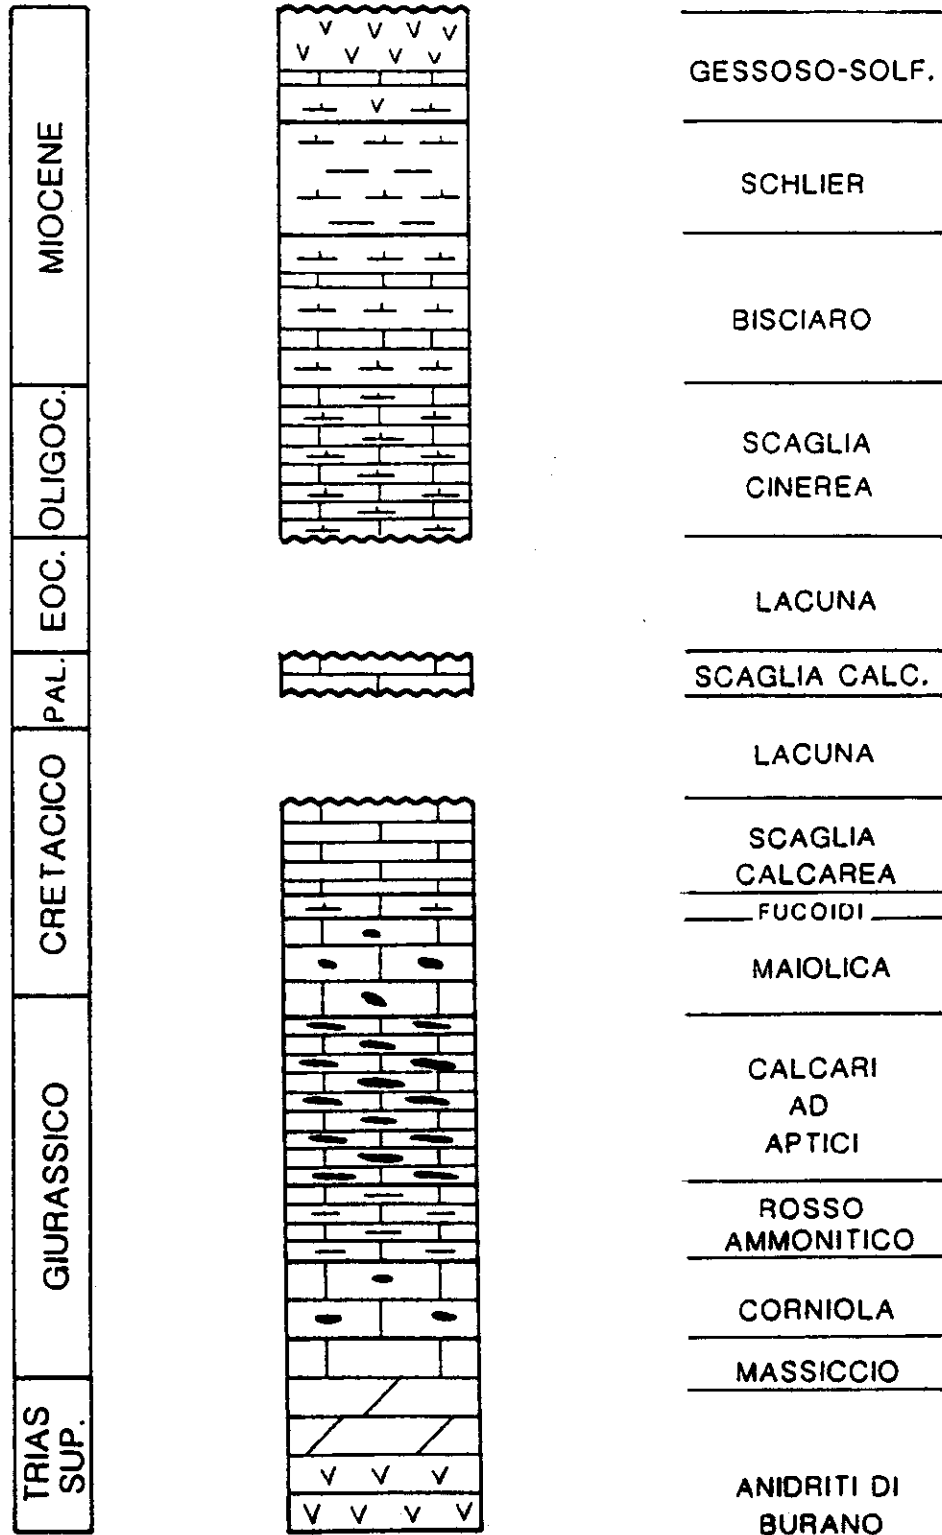 MIOCENE
OLIGOC.
EOC.
PAL.
CRETACICO
GIURASSICO
TRIAS
SUP.
GESSOSO-SOLF.
SCHLIER
BISCIARO
SCAGLIA
CINEREA
LACUNA
SCAGLIA CALC.
LACUNA
SCAGLIA
CALCAREA
FUCOIDI
MAIOLICA
CALCARI
AD
APTICI
ROSSO
AMMONITICO
CORNIOLA
MASSICCIO
ANIDRITI DI
BURANO